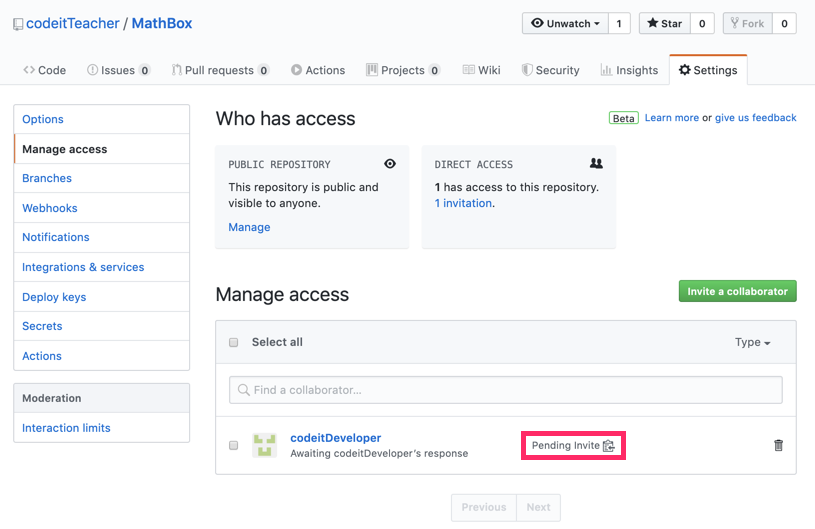 codeitTeacher / MathBox
Unwatch 1 Star 0 Fork 0
Code Issues 0 Pull requests 0 Actions Projects 0 Wiki Security Insights Settings
Options
Manage access
Branches
Webhooks
Notifications
Integrations & services
Deploy keys
Secrets
Actions
Moderation
Interaction limits
Who has access
Beta Learn more or give us feedback
PUBLIC REPOSITORY
This repository is public and
visible to anyone.
Manage
DIRECT ACCESS
1 has access to this repository.
1 invitation.
Manage access
Invite a collaborator
Select all Type
Find a collaborator...
codeitDeveloper
Awaiting codeitDeveloper's response
Pending Invite
Previous Next